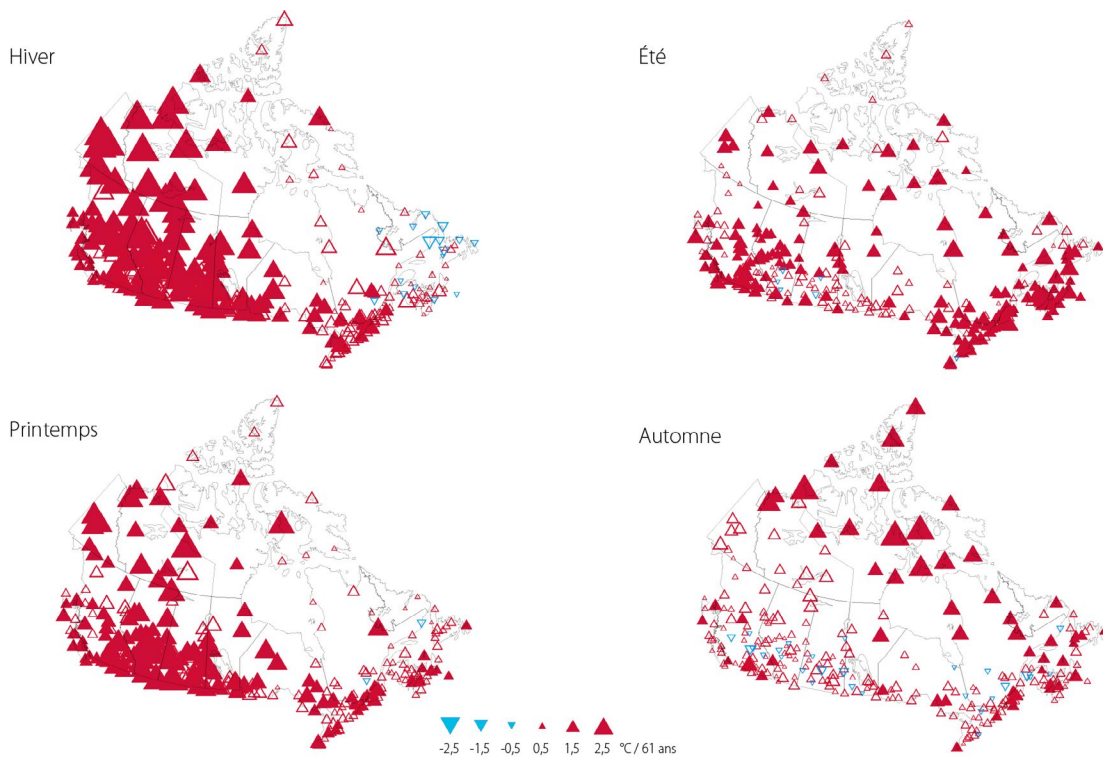 Hiver
Été
Printemps
Automne
-2,5 -1,5 -0,5 0,5 1,5 2,5 °C / 61 ans